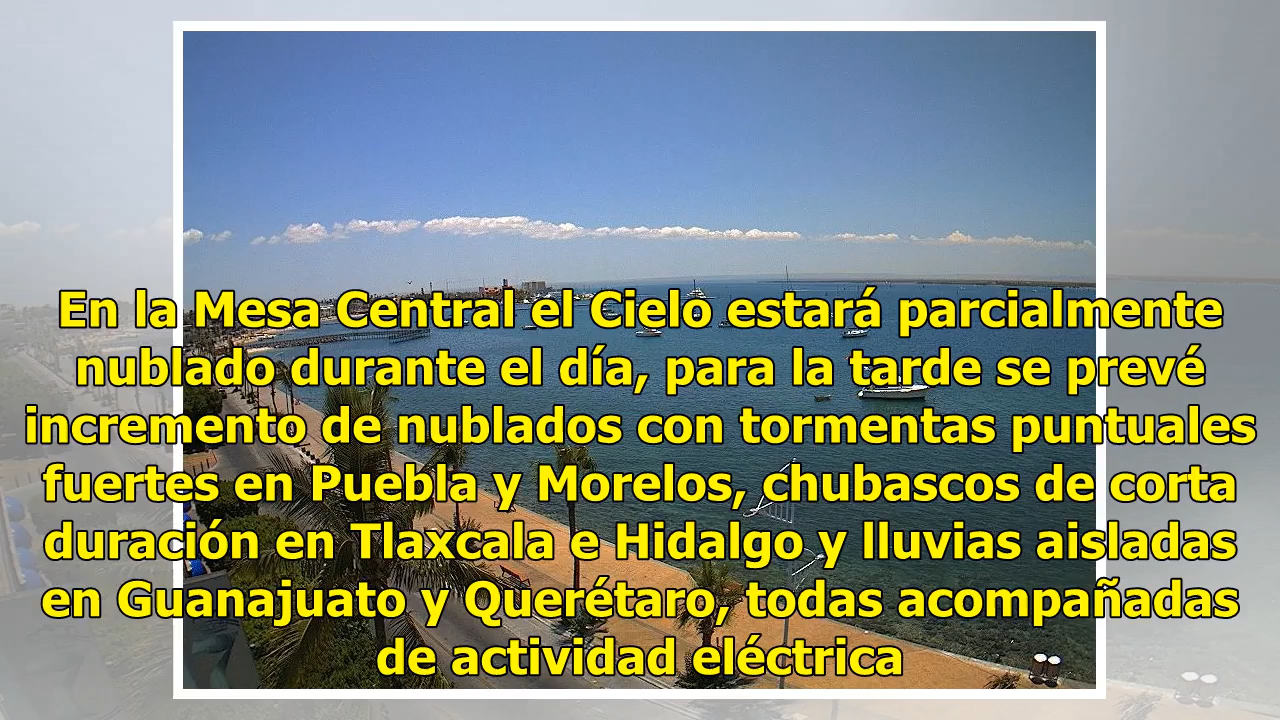 En la Mesa Central el Cielo estará parcialmente
nublado durante el día, para la tarde se prevé
incremento de nublados con tormentas puntuales
fuertes en Puebla y Morelos, chubascos de corta
duración en Tlaxcala e Hidalgo y lluvias aisladas
en Guanajuato y Querétaro, todas acompañadas
de actividad eléctrica